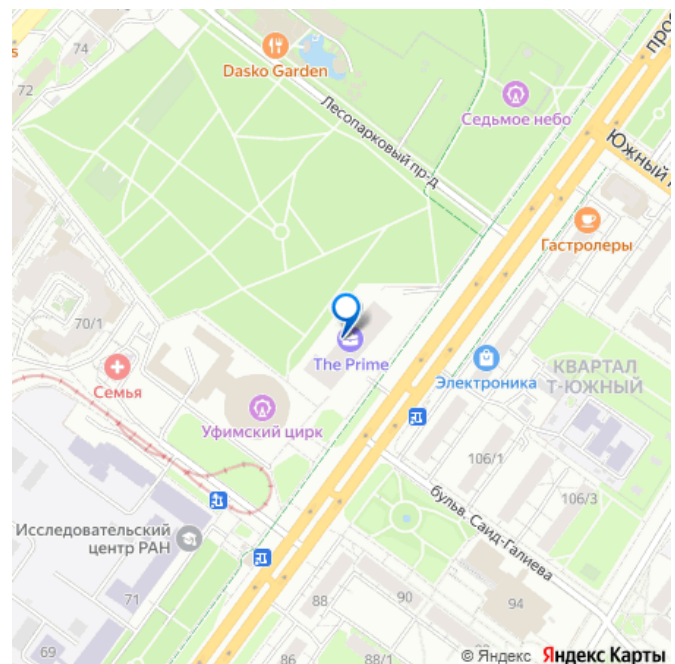 74
s
72
Dasko Garden
про
Лесопарковый пр-д
Седьмое небо
Южный
Гастролеры
70/1
The Prime
Семья
Электроника
КВАРТАЛ
Т-ЮЖНЫЙ
Уфимский цирк
106/1
106/3
бульв. Саид-Галиева
Исследовательский
центр РАН
71
88
90
94
69
86
88/1
© Яндекс Яндекс Карты